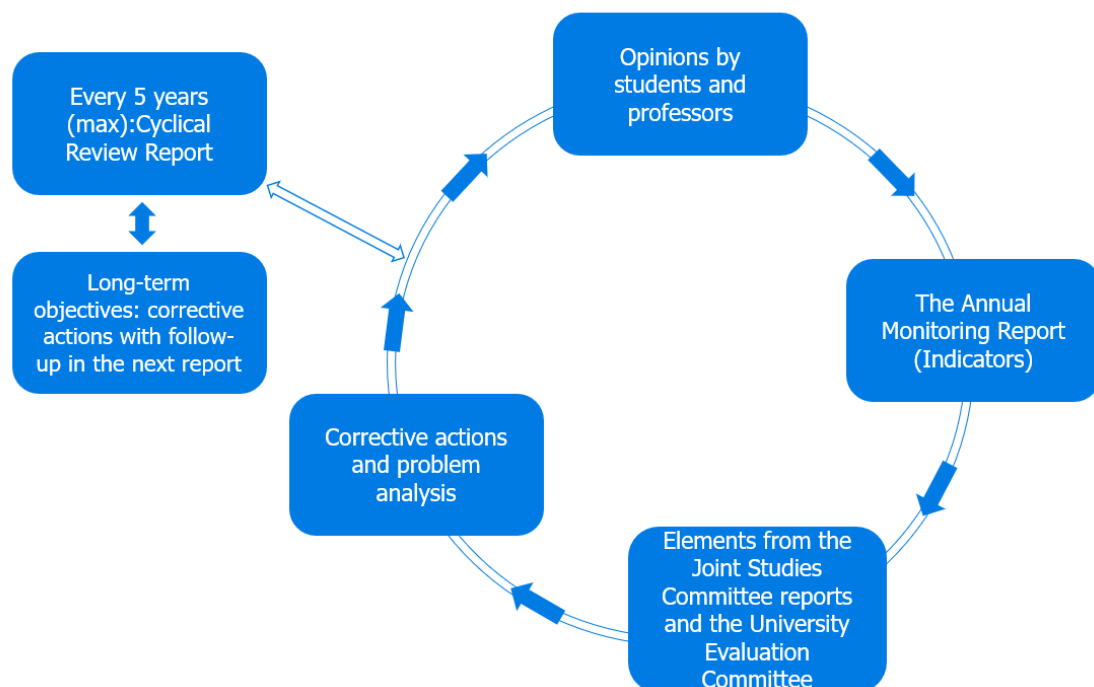 Opinions by
students and
professors
Every 5 years
(max):Cyclical
Review Report
Long-term
objectives: corrective
actions with follow-
up in the next report
The Annual
Monitoring Report
(Indicators)
Corrective actions
and problem
analysis
Elements from the
Joint Studies
Committee reports
and the University
Evaluation
Committee